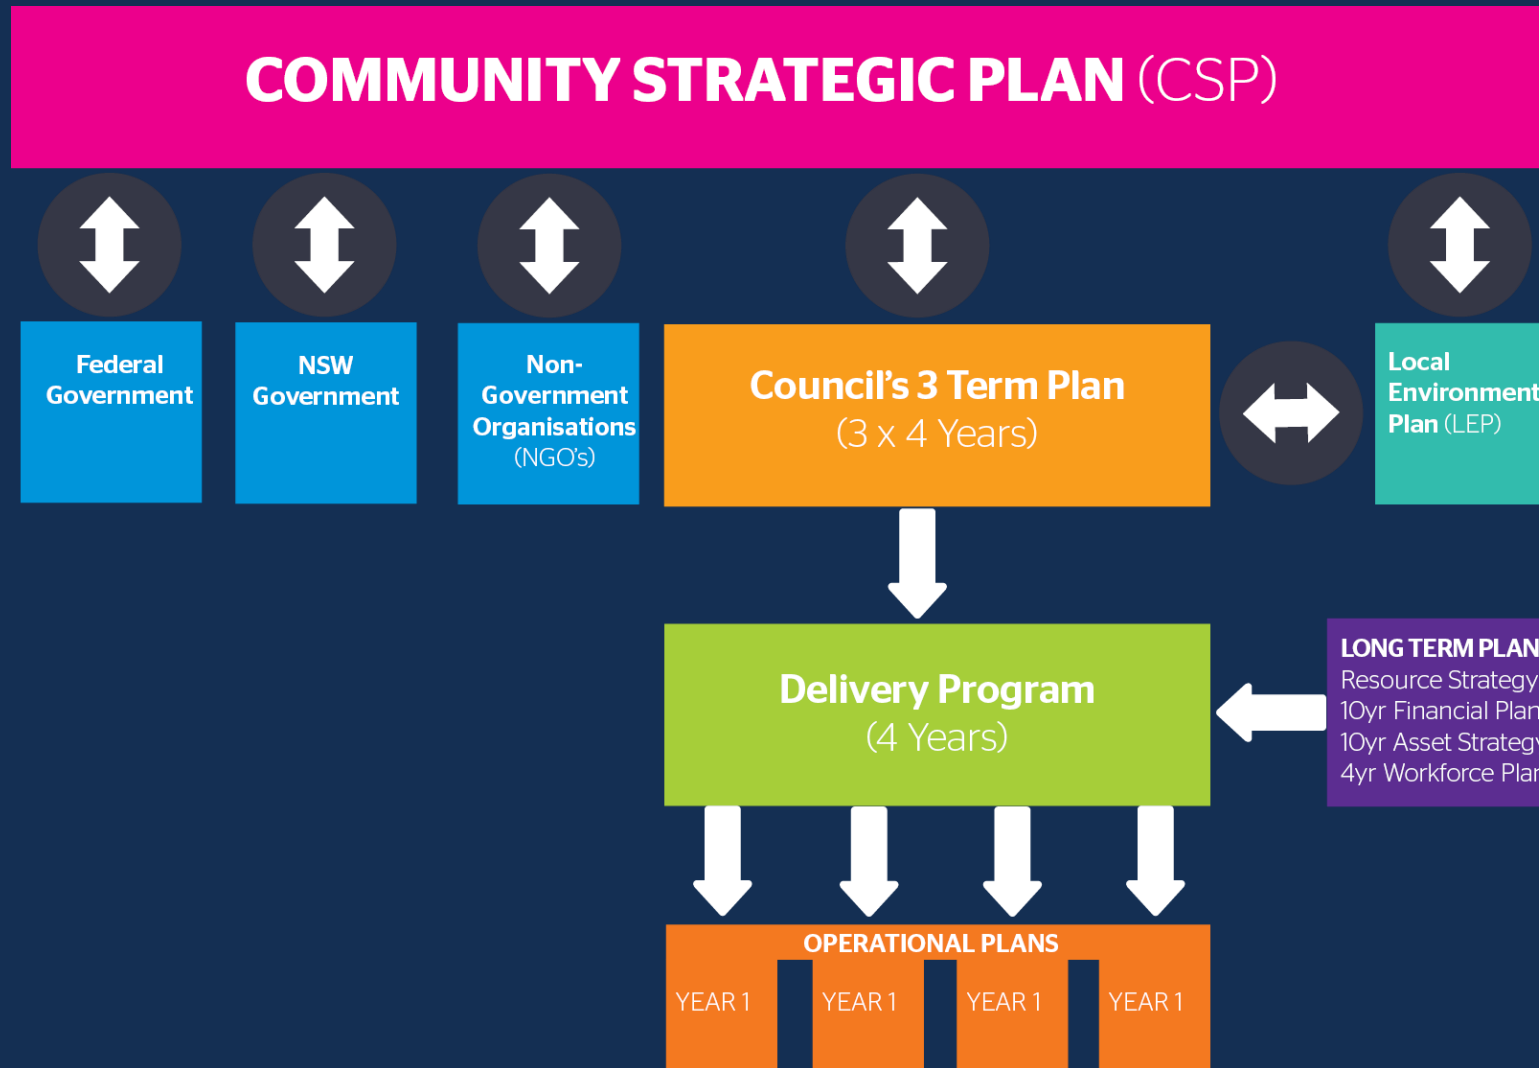 COMMUNITY STRATEGIC PLAN (CSP)
Federal
Government
NSW
Government
Non-
Government
Organisations
(NGO's)
Council's 3 Term Plan
(3 x 4 Years)
Local
Environment
Plan (LEP)
Delivery Program
(4 Years)
LONG TERM PLAN
Resource Strategy
10yr Financial Plan
10yr Asset Strategy
4yr Workforce Plan
OPERATIONAL PLANS
YEAR 1
YEAR 1
YEAR 1
YEAR 1